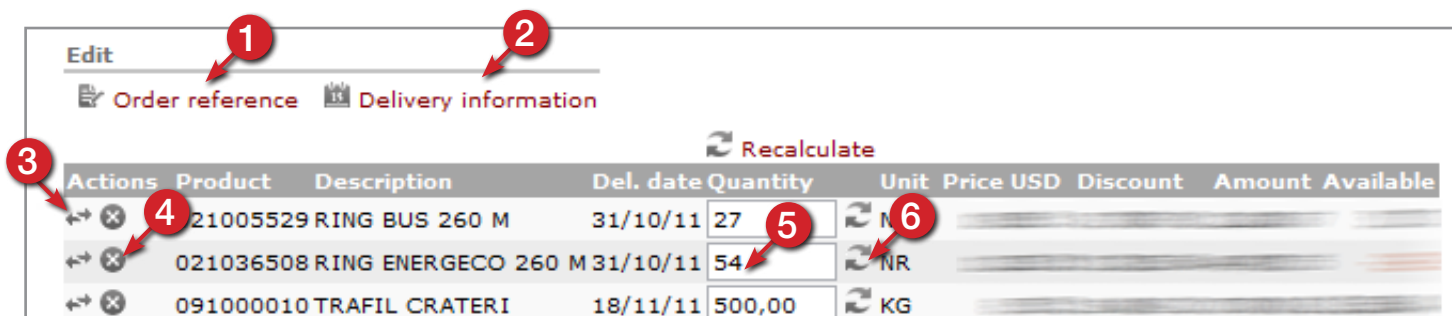 1 2
Edit
Order reference Delivery information
Recalculate
3
Actions Product Description Del. date Quantity Unit Price USD Discount Amount Available
4 21005529 RING BUS 260 M 31/10/11 27 5 6
021036508 RING ENERGECO 260 M 31/10/11 54 NR
091000010 TRAFIL CRATERI 18/11/11 500,00 KG